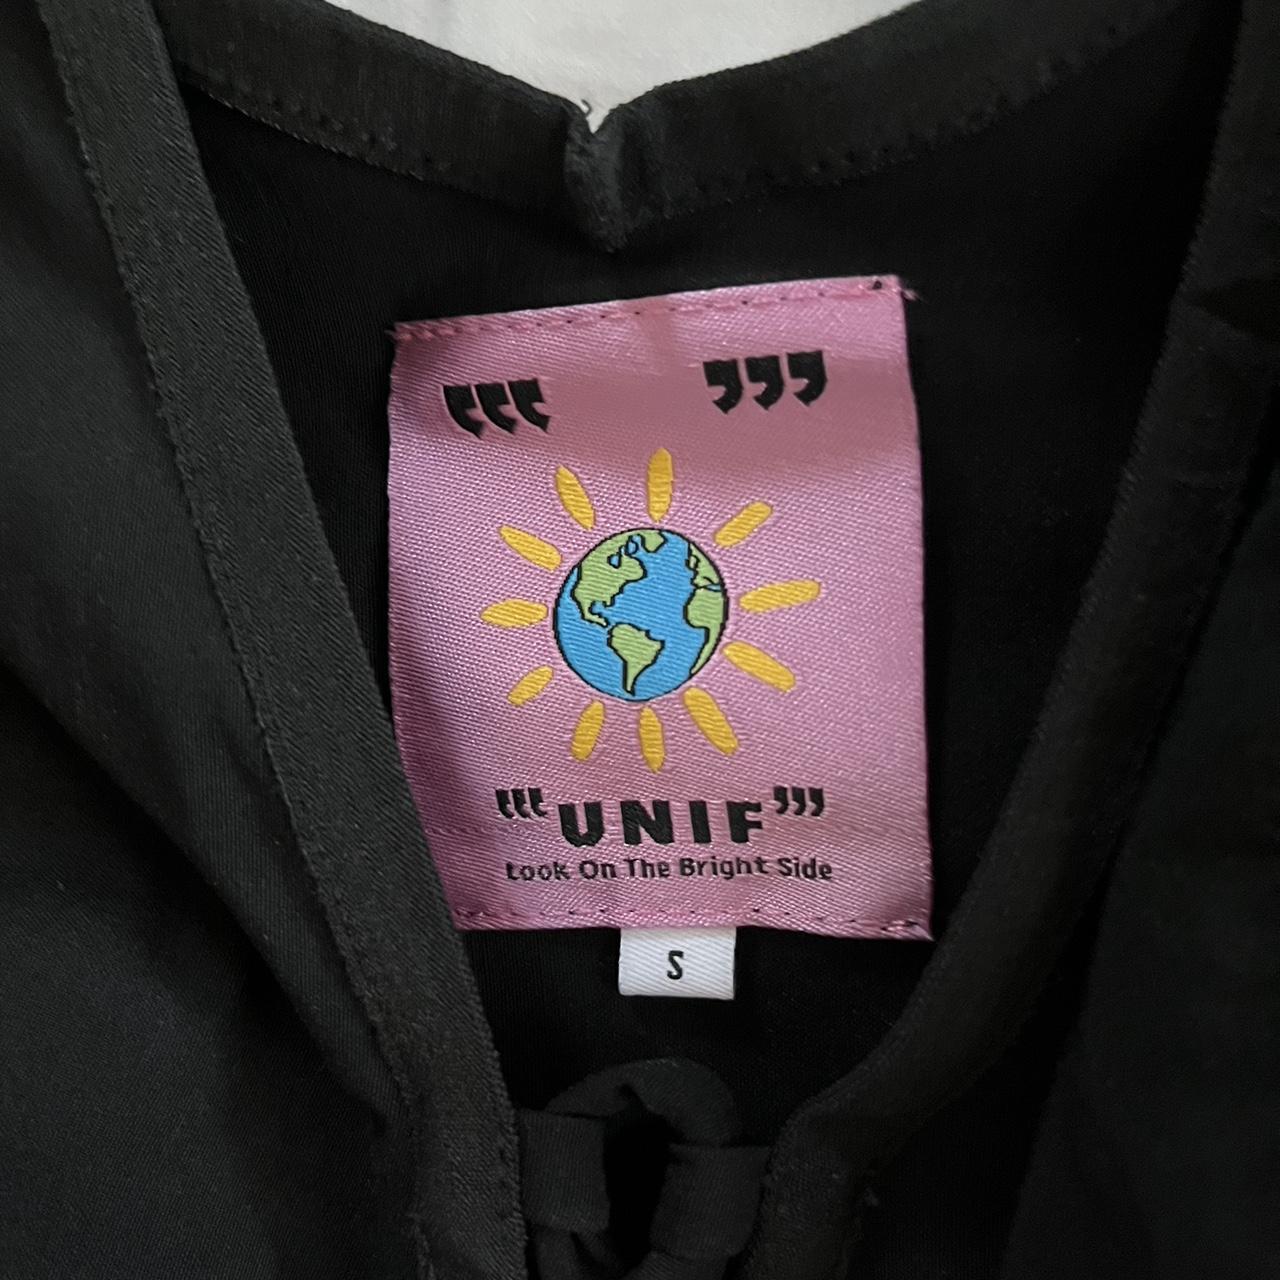 ❛❛❛ ❜❜❜
❛❛❛UNIF❜❜❜
Look On The Bright Side
S